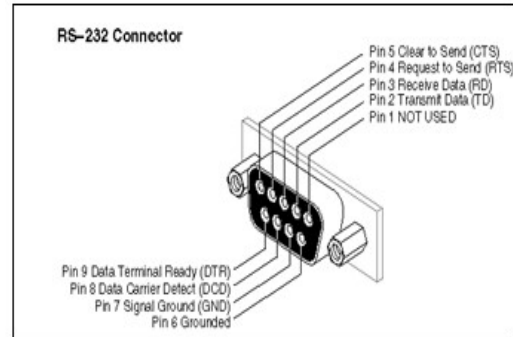 RS-232 Connector
Pin 5 Clear to Send (CTS)
Pin 4 Request to Send (RTS)
Pin 3 Receive Data (RD)
Pin 2 Transmit Data (TD)
Pin 1 NOT USED
Pin 9 Data Terminal Ready (DTR)
Pin 8 Data Carrier Detect (DCD)
Pin 7 Signal Ground (GND)
Pin 6 Grounded